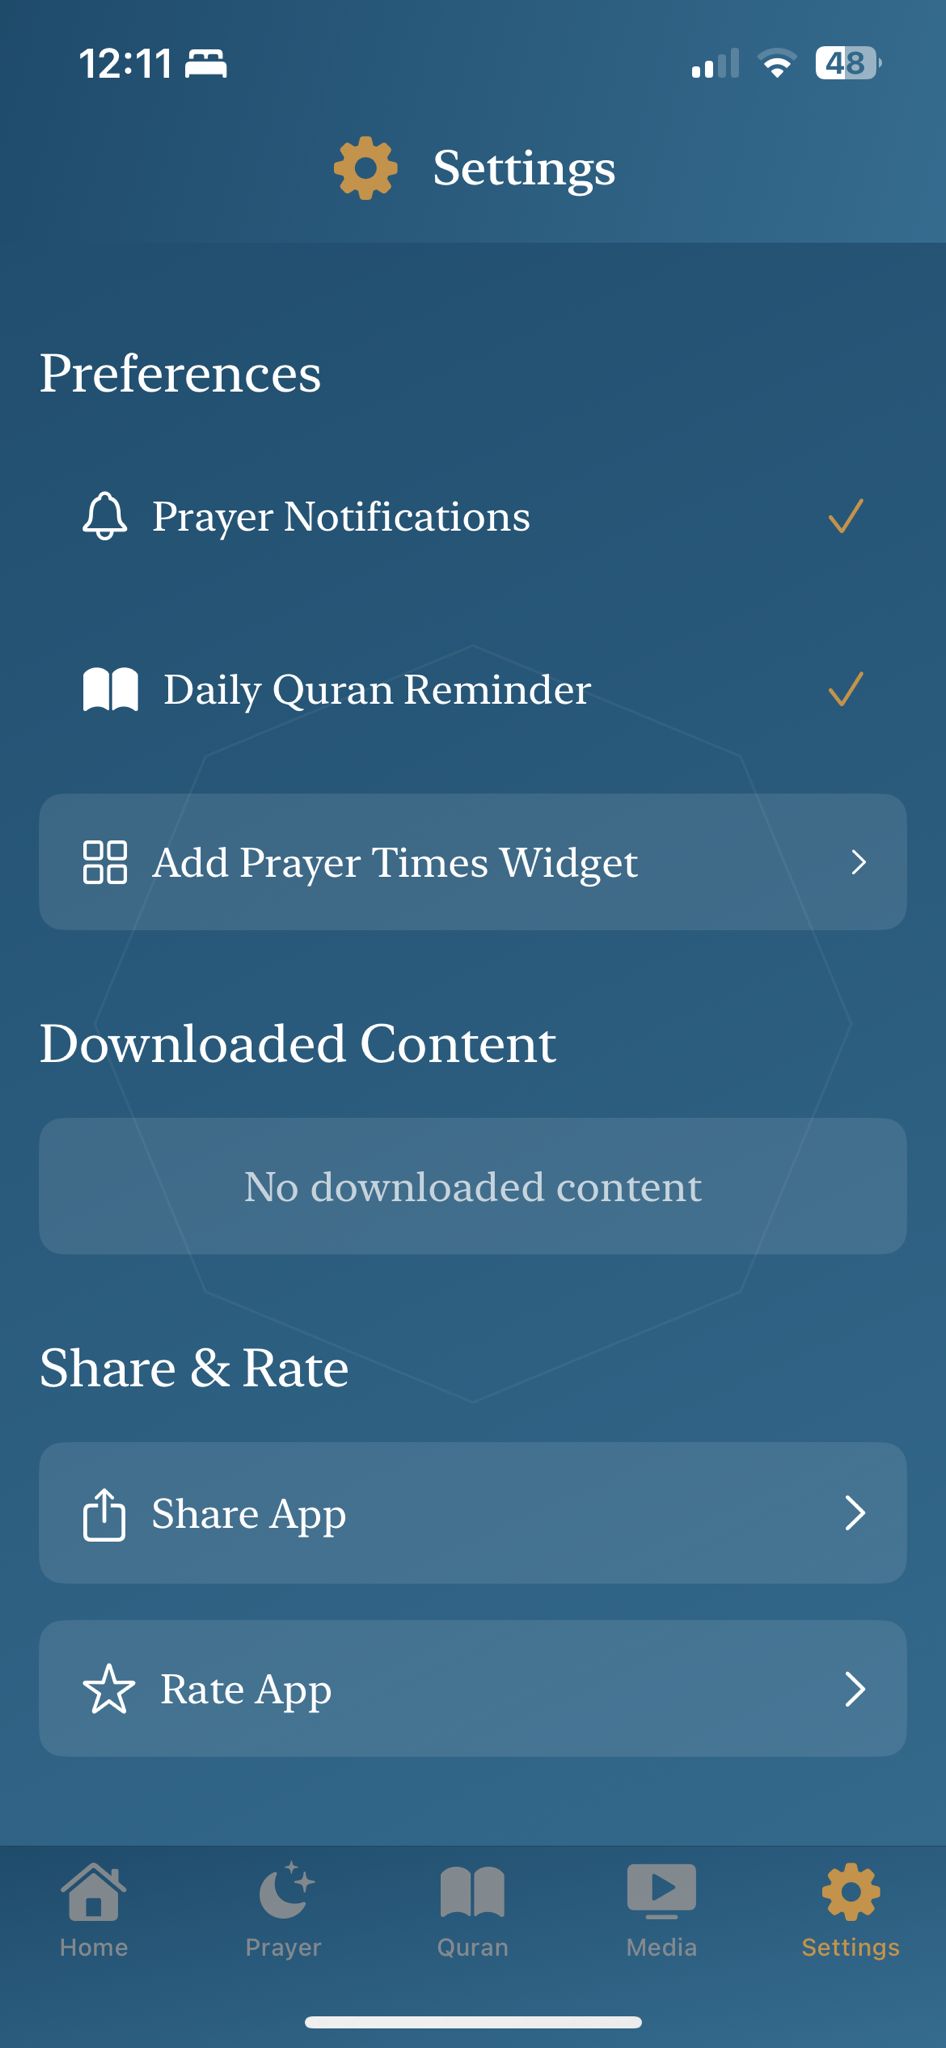 12:11
48
Settings
Preferences
Prayer Notifications
Daily Quran Reminder
Add Prayer Times Widget
Downloaded Content
No downloaded content
Share & Rate
Share App
Rate App
Home
Prayer
Quran
Media
Settings